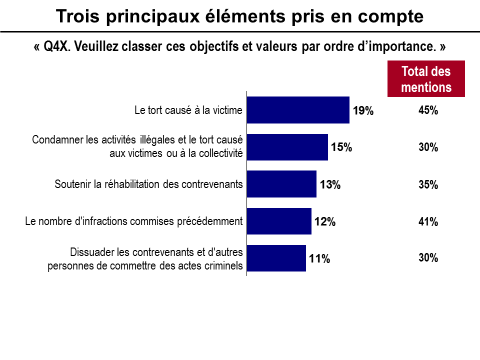 Trois principaux éléments pris en compte
« Q4X. Veuillez classer ces objectifs et valeurs par ordre d’importance. »
Total des
mentions
Le tort causé à la victime 19% 45%
Condamner les activités illégales et le tort causé
aux victimes ou à la collectivité 15% 30%
Soutenir la réhabilitation des contrevenants 13% 35%
Le nombre d’infractions commises précédemment 12% 41%
Dissuader les contrevenants et d’autres
personnes de commettre des actes criminels 11% 30%